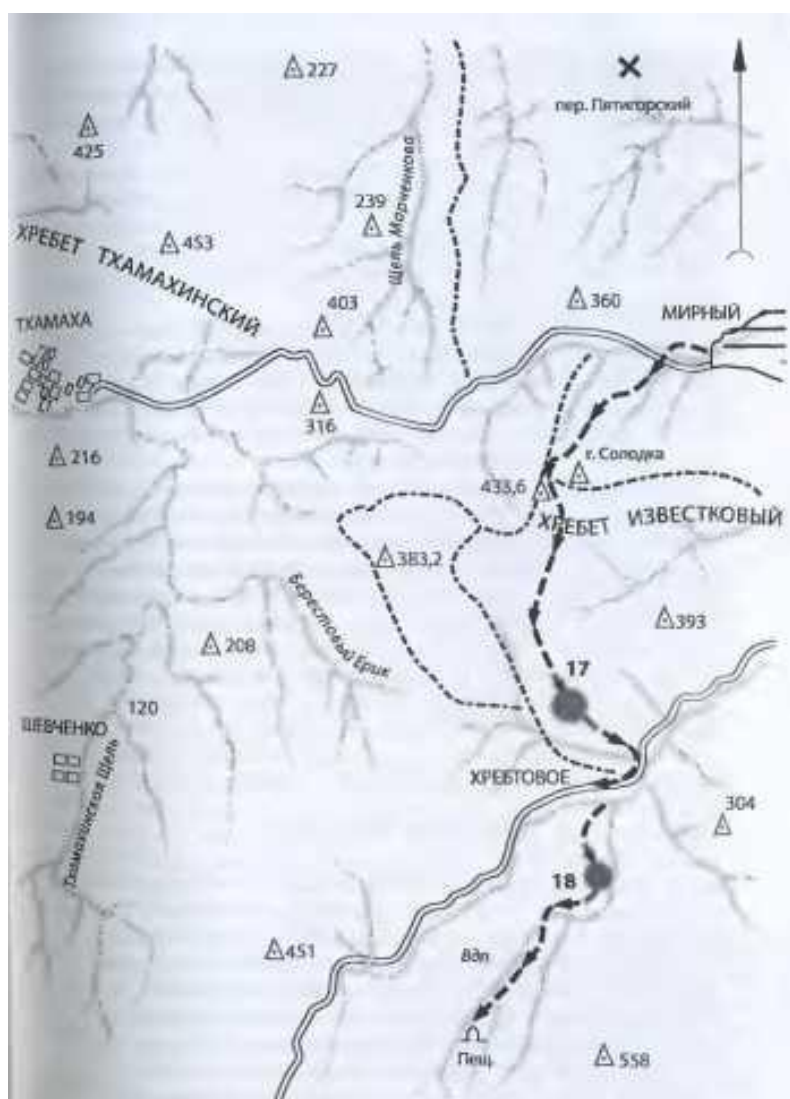 227
пер. Пятигорский
425
Щель Марченкова
239
ХРЕБЕТ ТХАМАХИНСКИЙ
453
360
МИРНЫЙ
ТХАМАХА
403
316
г. Солодка
216
433,6
194
ХРЕБЕТ ИЗВЕСТКОВЫЙ
383,2
Берестовый Ёрик
393
208
17
120
ШЕВЧЕНКО
ХРЕБТОВОЕ
Тхамахинская Щель
304
18
451
Вдп
Пещ.
558